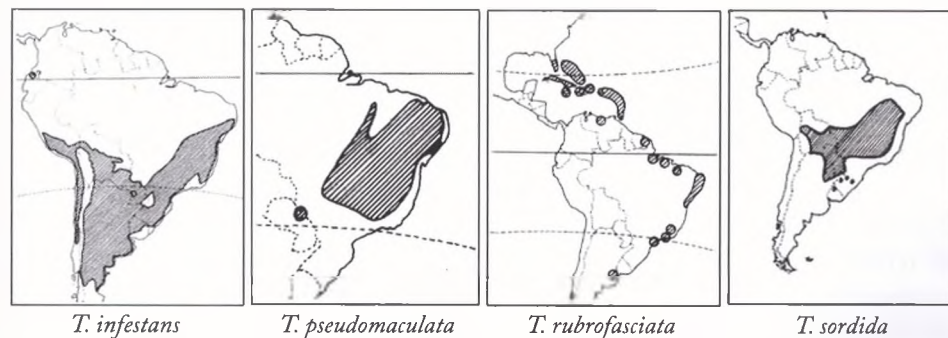 T. infestans
T. pseudomaculata
T. rubrofasciata
T. sordida